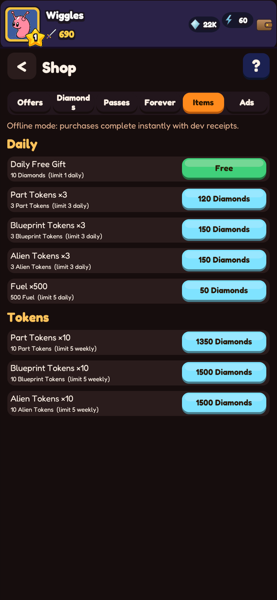 Wiggles
1
690
22K
60
<
Shop
?
Offers
Diamond
s
Passes
Forever
Items
Ads
Offline mode: purchases complete instantly with dev receipts.
Daily
Daily Free Gift
10 Diamonds (limit 1 daily)
Free
Part Tokens ×3
3 Part Tokens (limit 3 daily)
120 Diamonds
Blueprint Tokens ×3
3 Blueprint Tokens (limit 3 daily)
150 Diamonds
Alien Tokens ×3
3 Alien Tokens (limit 3 daily)
150 Diamonds
Fuel ×500
500 Fuel (limit 5 daily)
50 Diamonds
Tokens
Part Tokens ×10
10 Part Tokens (limit 5 weekly)
1350 Diamonds
Blueprint Tokens ×10
10 Blueprint Tokens (limit 5 weekly)
1500 Diamonds
Alien Tokens ×10
10 Alien Tokens (limit 5 weekly)
1500 Diamonds